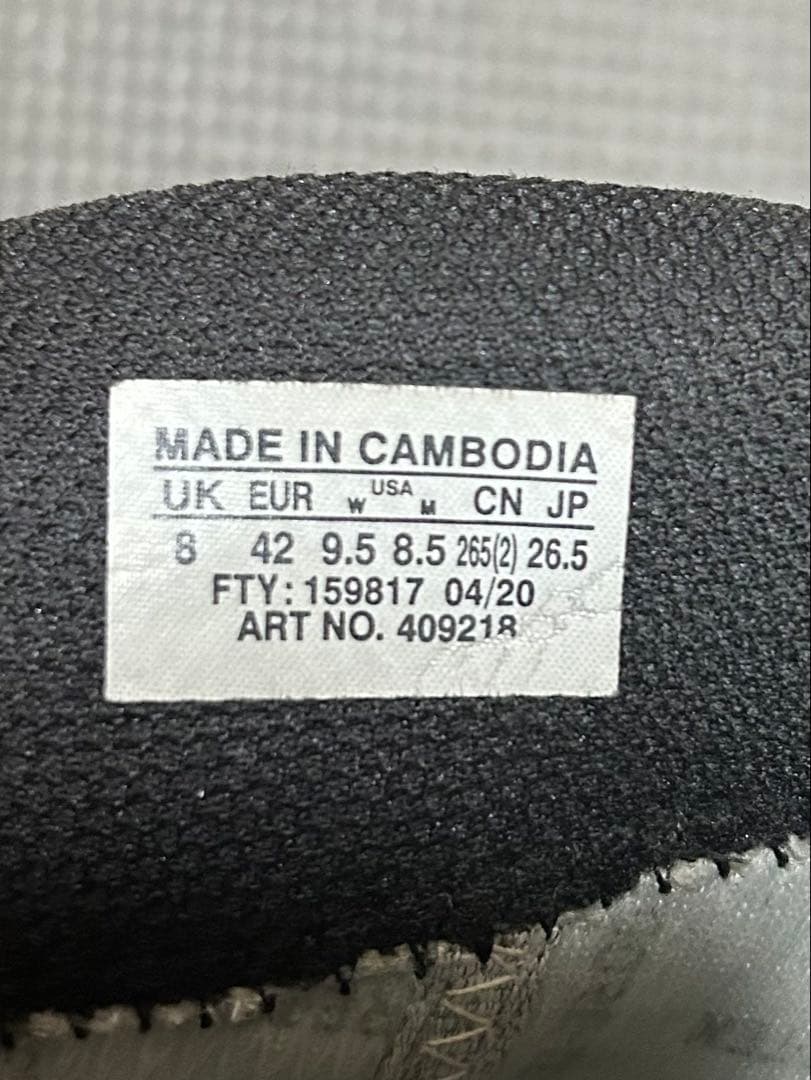 MADE IN CAMBODIA
UK EUR W USA M CN JP
8 42 9.5 8.5 265(2) 26.5
FTY: 159817 04/20
ART NO. 409218